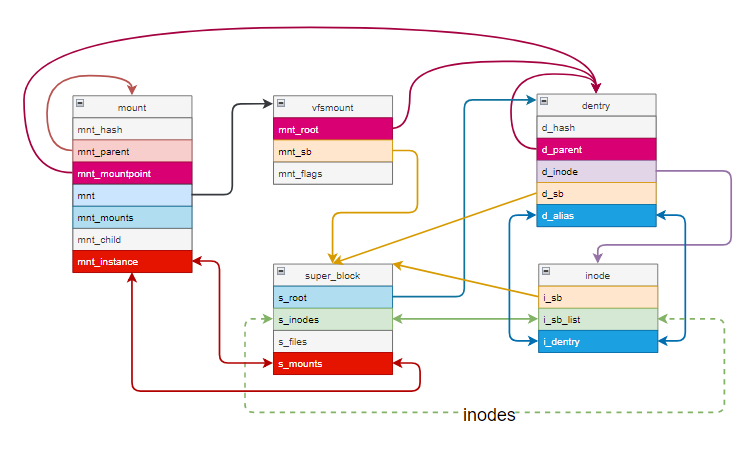 mount
mnt_hash
mnt_parent
mnt_mountpoint
mnt
mnt_mounts
mnt_child
mnt_instance
vfsmount
mnt_root
mnt_sb
mnt_flags
dentry
d_hash
d_parent
d_inode
d_sb
d_alias
super_block
s_root
s_inodes
s_files
s_mounts
inode
i_sb
i_sb_list
i_dentry
inodes